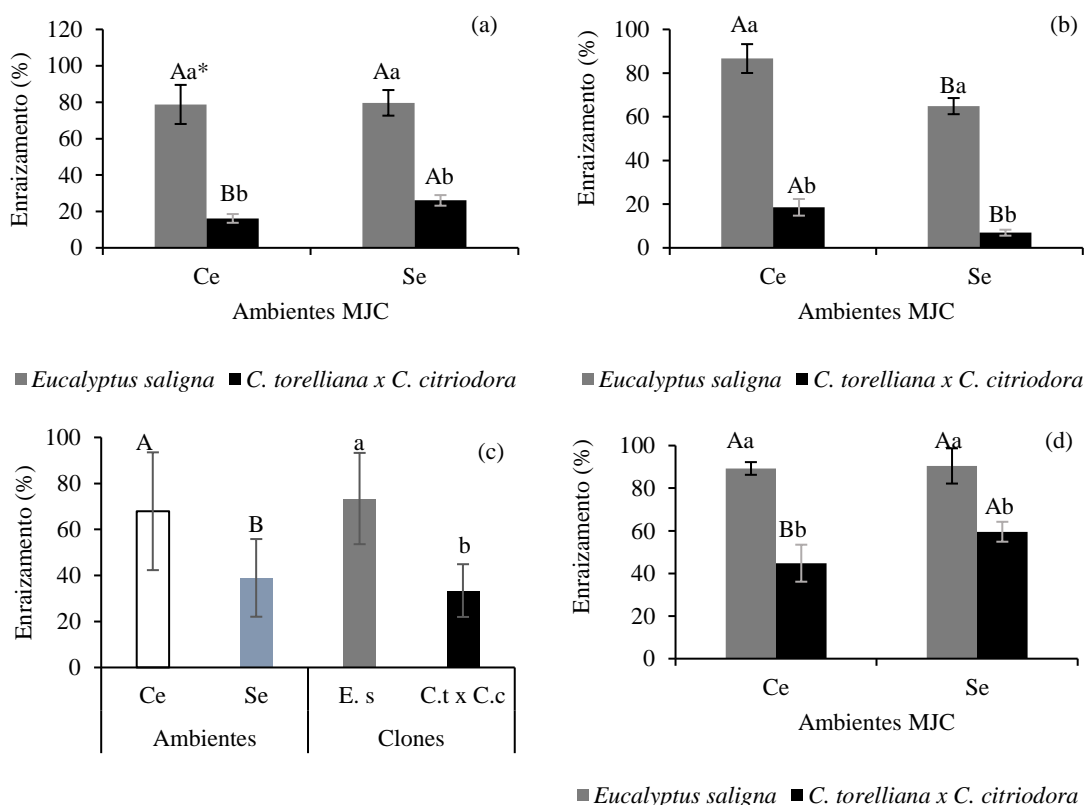 (a)
Enraizamento (%)
120
100
80
60
40
20
0
Aa*
Bb
Aa
Ab
Ce
Se
Ambientes MJC
Eucalyptus saligna
C. torelliana x C. citriodora
(b)
Enraizamento (%)
100
80
60
40
20
0
Aa
Ab
Ba
Bb
Ce
Se
Ambientes MJC
Eucalyptus saligna
C. torelliana x C. citriodora
(c)
Enraizamento (%)
100
80
60
40
20
0
A
B
a
b
Ce
Se
E. s
C.t x C.c
Ambientes
Clones
(d)
Enraizamento (%)
100
80
60
40
20
0
Aa
Bb
Aa
Ab
Ce
Se
Ambientes MJC
Eucalyptus saligna
C. torelliana x C. citriodora